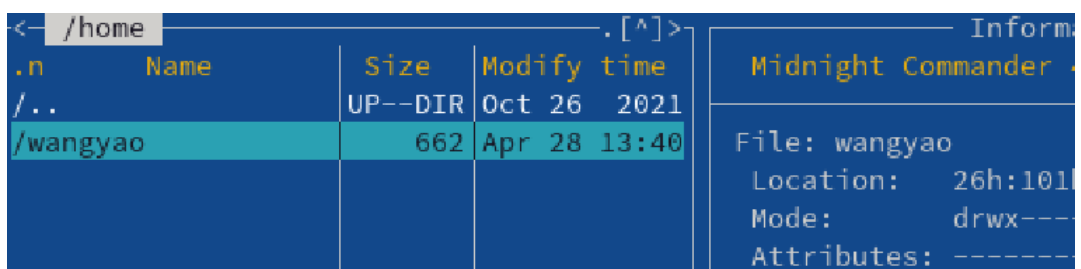 <- /home .[^]>
.n Name Size Modify time
/.. UP--DIR Oct 26 2021
/wangyao 662 Apr 28 13:40
Midnight Commander
File: wangyao
Location: 26h:101
Mode: drwx----
Attributes: --------